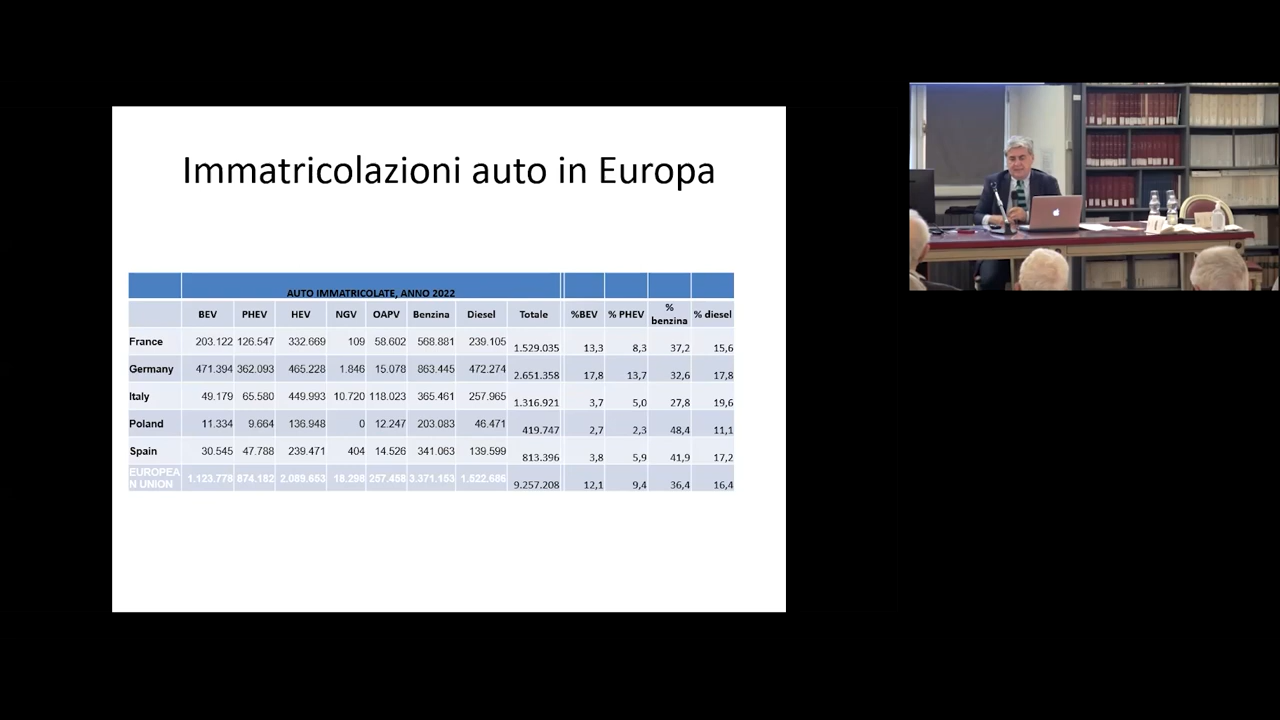 Immatricolazioni auto in Europa
AUTO IMMATRICOLATE, ANNO 2022
BEV PHEV HEV NGV OAPV Benzina Diesel Totale %BEV % PHEV % benzina % diesel
France 203.122 126.547 332.669 109 58.602 568.881 239.105 1.529.035 13,3 8,3 37,2 15,6
Germany 471.394 362.093 465.228 1.846 15.078 863.445 472.274 2.651.358 17,8 13,7 32,6 17,8
Italy 49.179 65.580 449.993 10.720 118.023 365.461 257.965 1.316.921 3,7 5,0 27,8 19,6
Poland 11.334 9.664 136.948 0 12.247 203.083 46.471 419.747 2,7 2,3 48,4 11,1
Spain 30.545 47.788 239.471 404 14.526 341.063 139.599 813.396 3,8 5,9 41,9 17,2
EUROPEA
N UNION 1.123.778 874.182 2.089.653 18.298 257.458 3.371.153 1.522.686 9.257.208 12,1 9,4 36,4 16,4